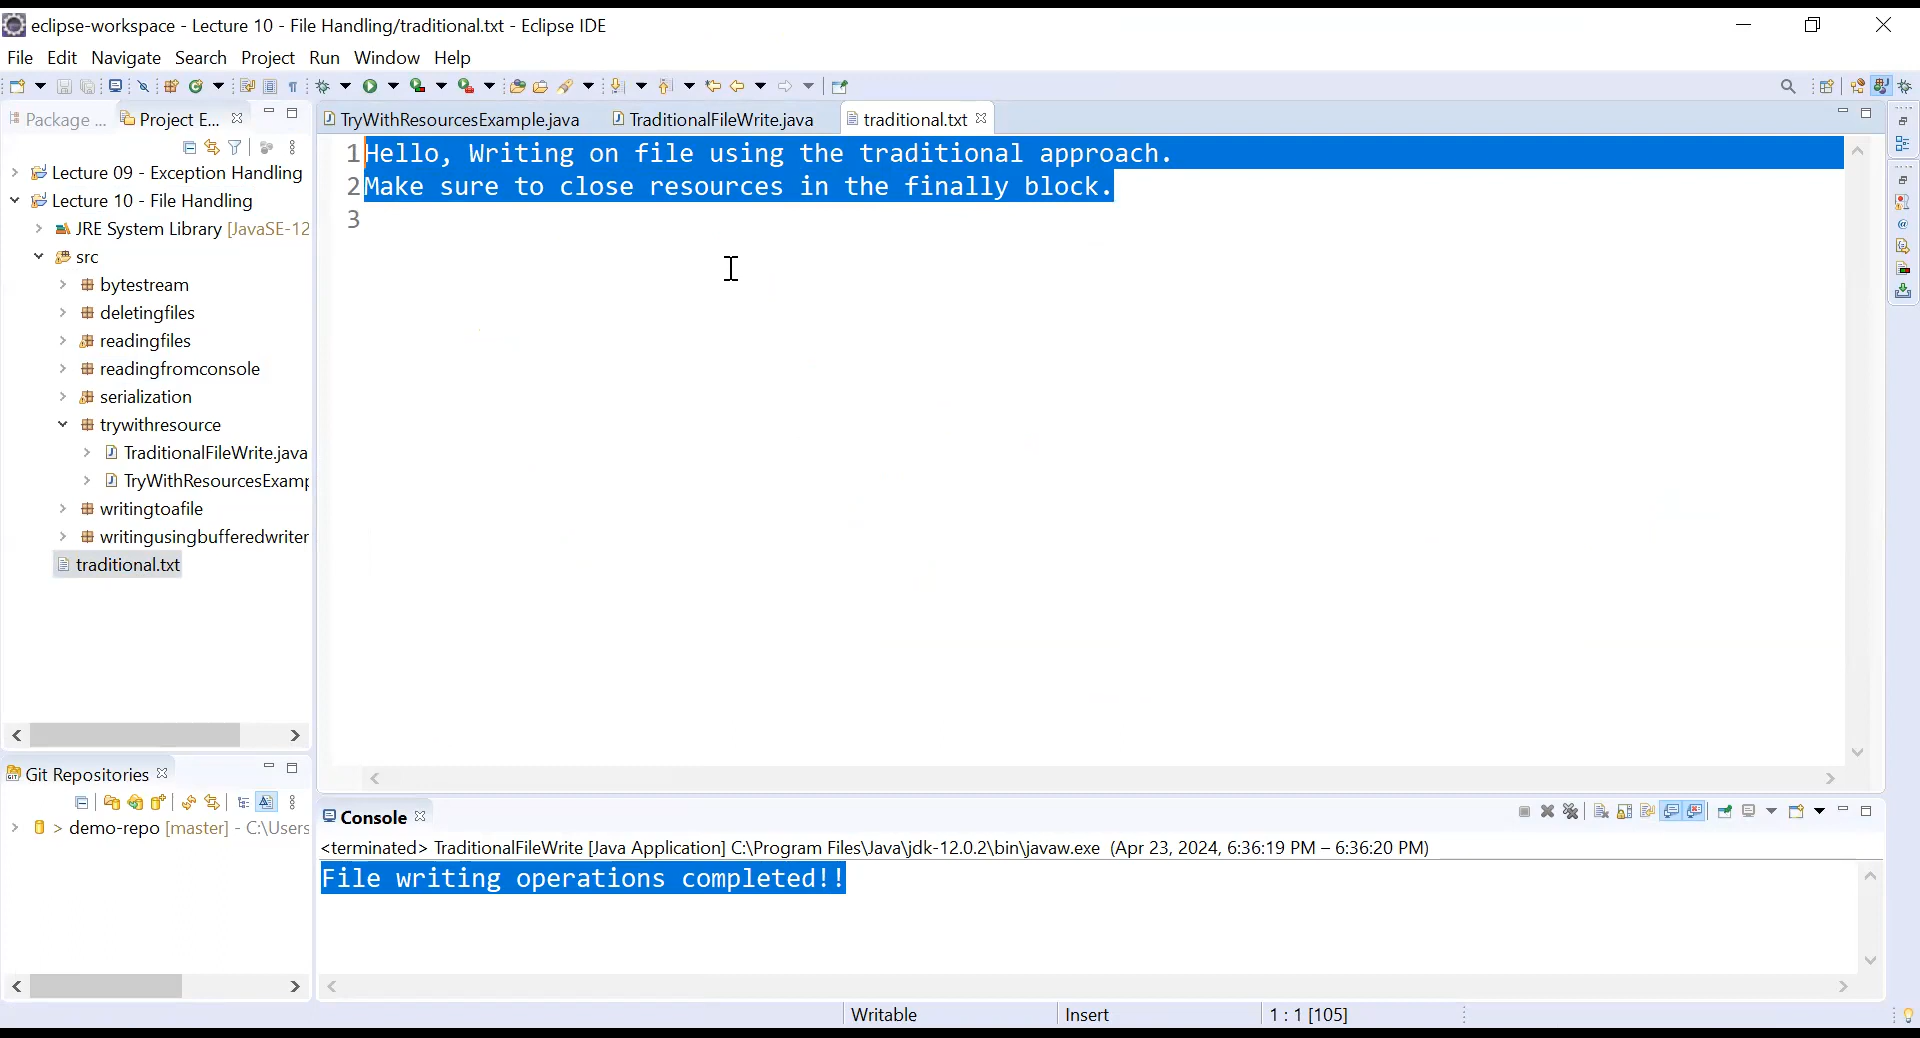 eclipse-workspace - Lecture 10 - File Handling/traditional.txt - Eclipse IDE
File Edit Navigate Search Project Run Window Help
Package ...
Project E...
TryWithResourcesExample.java
TraditionalFileWrite.java
traditional.txt
1 Hello, Writing on file using the traditional approach.
2 Make sure to close resources in the finally block.
3
Lecture 09 - Exception Handling
Lecture 10 - File Handling
JRE System Library [JavaSE-12
src
bytestream
deletingfiles
readingfiles
readingfromconsole
serialization
trywithresource
TraditionalFileWrite.java
TryWithResourcesExamp
writingtoafile
writingusingbufferedwriter
traditional.txt
Git Repositories
> demo-repo [master] - C:\Users
Console
<terminated> TraditionalFileWrite [Java Application] C:\Program Files\Java\jdk-12.0.2\bin\javaw.exe (Apr 23, 2024, 6:36:19 PM – 6:36:20 PM)
File writing operations completed!!
Writable
Insert
1 : 1 [105]